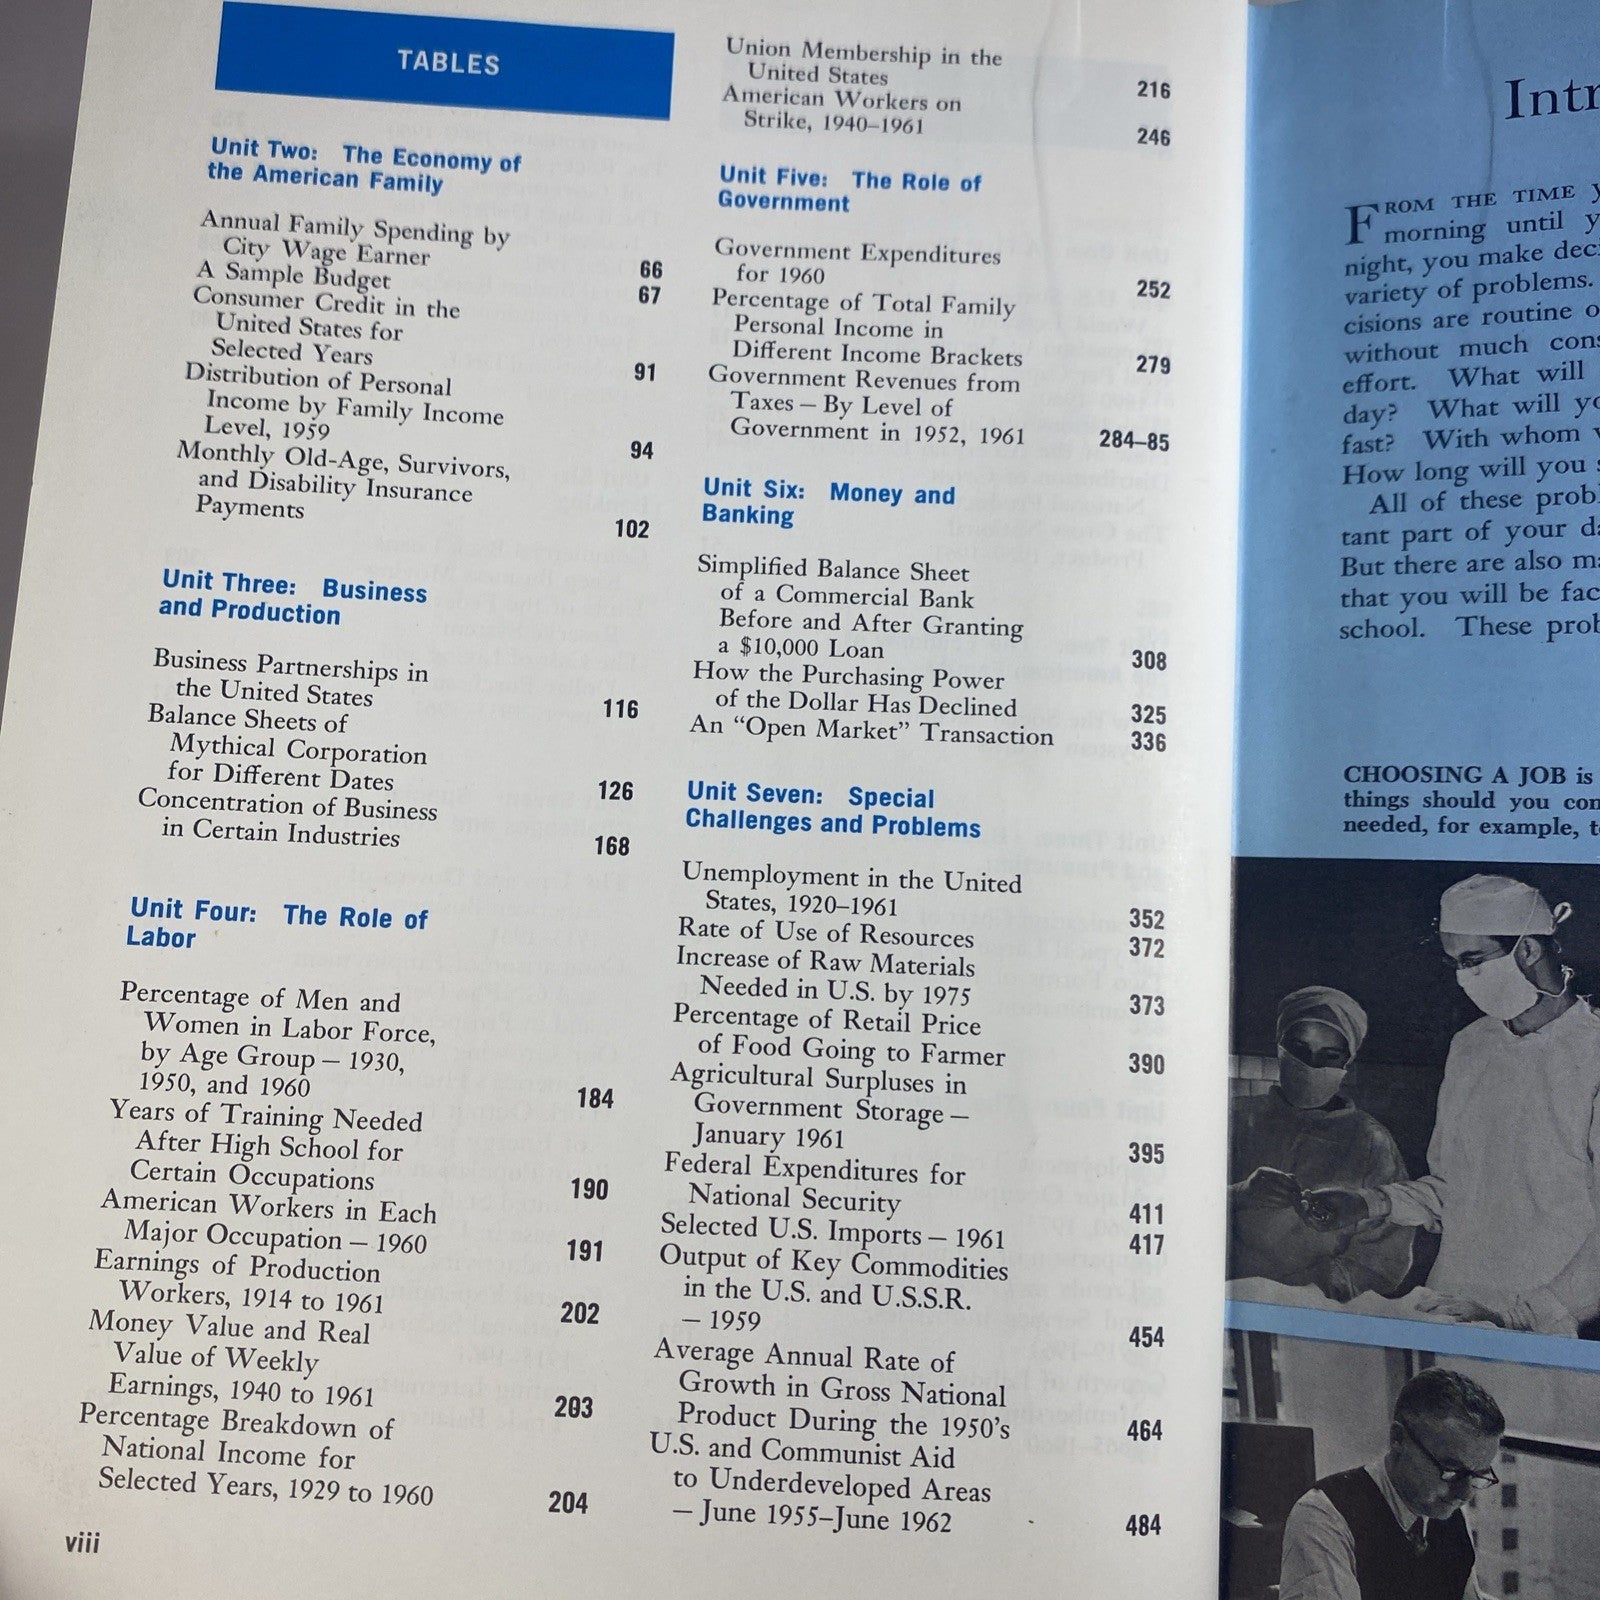 TABLES
Unit Two: The Economy of
the American Family
Annual Family Spending by
City Wage Earner 66
A Sample Budget 67
Consumer Credit in the
United States for
Selected Years 91
Distribution of Personal
Income by Family Income
Level, 1959 94
Monthly Old-Age, Survivors,
and Disability Insurance
Payments 102
Unit Three: Business
and Production
Business Partnerships in
the United States 116
Balance Sheets of
Mythical Corporation
for Different Dates 126
Concentration of Business
in Certain Industries 168
Unit Four: The Role of
Labor
Percentage of Men and
Women in Labor Force,
by Age Group — 1930,
1950, and 1960 184
Years of Training Needed
After High School for
Certain Occupations 190
American Workers in Each
Major Occupation — 1960 191
Earnings of Production
Workers, 1914 to 1961 202
Money Value and Real
Value of Weekly
Earnings, 1940 to 1961 203
Percentage Breakdown of
National Income for
Selected Years, 1929 to 1960 204
viii
Union Membership in the
United States 216
American Workers on
Strike, 1940–1961 246
Unit Five: The Role of
Government
Government Expenditures
for 1960 252
Percentage of Total Family
Personal Income in
Different Income Brackets 279
Government Revenues from
Taxes — By Level of
Government in 1952, 1961 284–85
Unit Six: Money and
Banking
Simplified Balance Sheet
of a Commercial Bank
Before and After Granting
a $10,000 Loan 308
How the Purchasing Power
of the Dollar Has Declined 325
An “Open Market” Transaction 336
Unit Seven: Special
Challenges and Problems
Unemployment in the United
States, 1920–1961 352
Rate of Use of Resources 372
Increase of Raw Materials
Needed in U.S. by 1975 373
Percentage of Retail Price
of Food Going to Farmer 390
Agricultural Surpluses in
Government Storage —
January 1961 395
Federal Expenditures for
National Security 411
Selected U.S. Imports — 1961 417
Output of Key Commodities
in the U.S. and U.S.S.R.
— 1959 454
Average Annual Rate of
Growth in Gross National
Product During the 1950’s 464
U.S. and Communist Aid
to Underdeveloped Areas
— June 1955–June 1962 484
FROM THE TIME
morning until
night, you make
variety of problems.
cisions are routine
without much
effort. What will
day? What will
fast? With whom
How long will you
All of these
tant part of your
But there are also
that you will be
school. These
CHOOSING A JOB is
things should you
needed, for example,